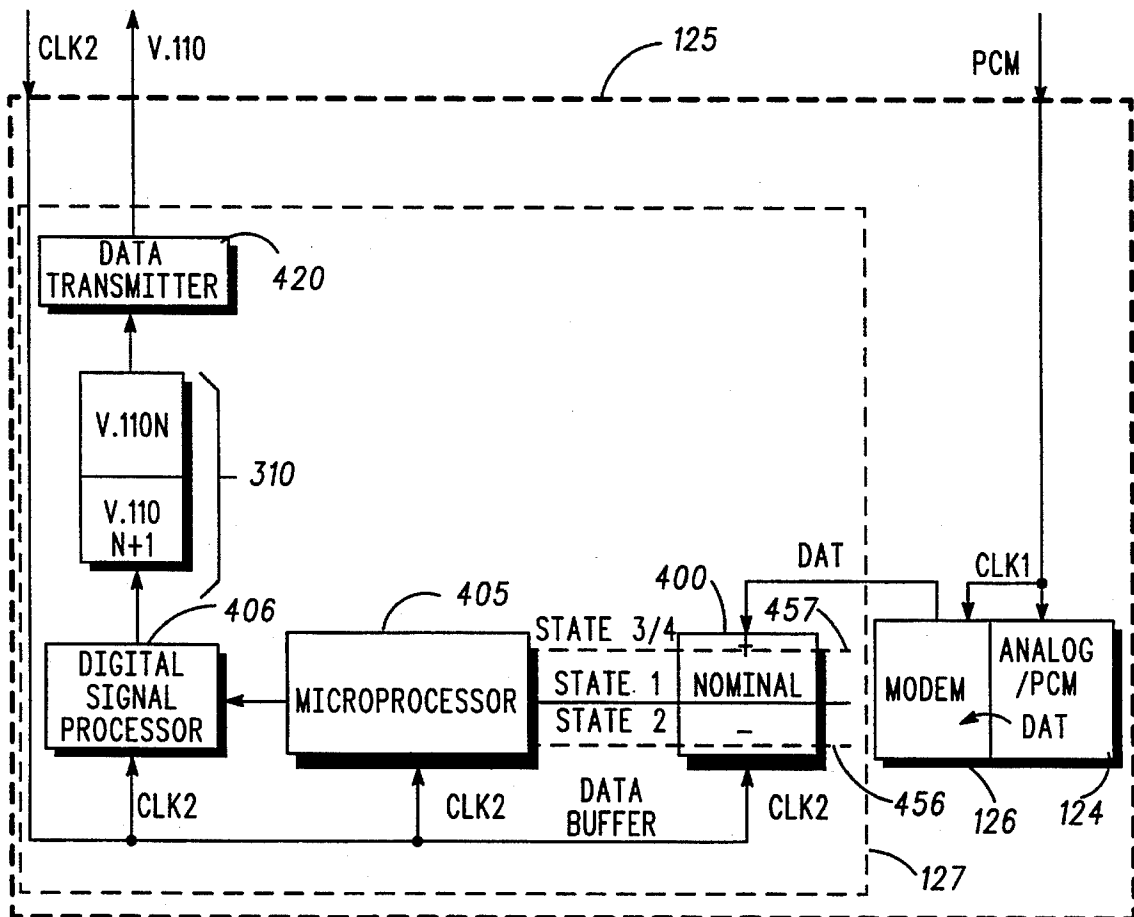 CLK2
V.110
125
PCM
DATA
TRANSMITTER
420
V.110N
V.110
N+1
310
DAT
CLK1
400
457
405
406
STATE 3/4
+
DIGITAL
SIGNAL
PROCESSOR
MICROPROCESSOR
STATE 1
NOMINAL
STATE 2
-
MODEM
ANALOG
/PCM
DAT
CLK2
CLK2
DATA
BUFFER
CLK2
456
126
124
127